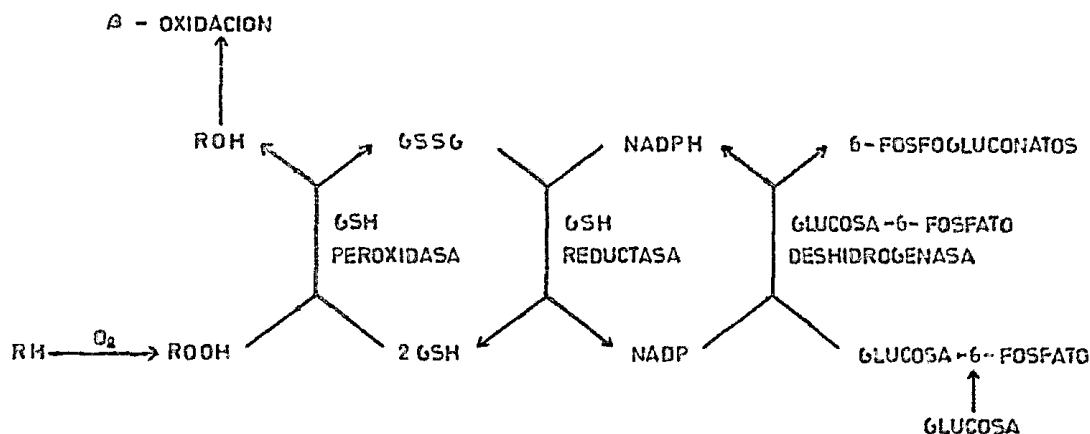 β - OXIDACION
ROH GSSG NADPH 6-FOSFOGLUCONATOS
GSH PEROXIDASA
GSH REDUCTASA
GLUCOSA-6-FOSFATO DESHIDROGENASA
RH O₂ ROOH 2 GSH NADP GLUCOSA-6-FOSFATO
GLUCOSA